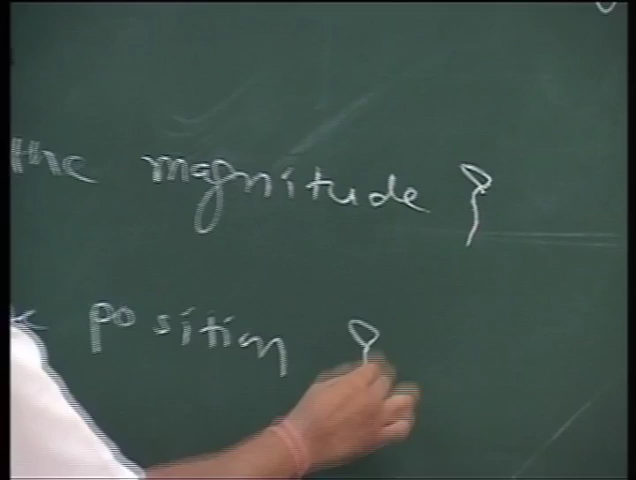 the magnitude ?
position ?